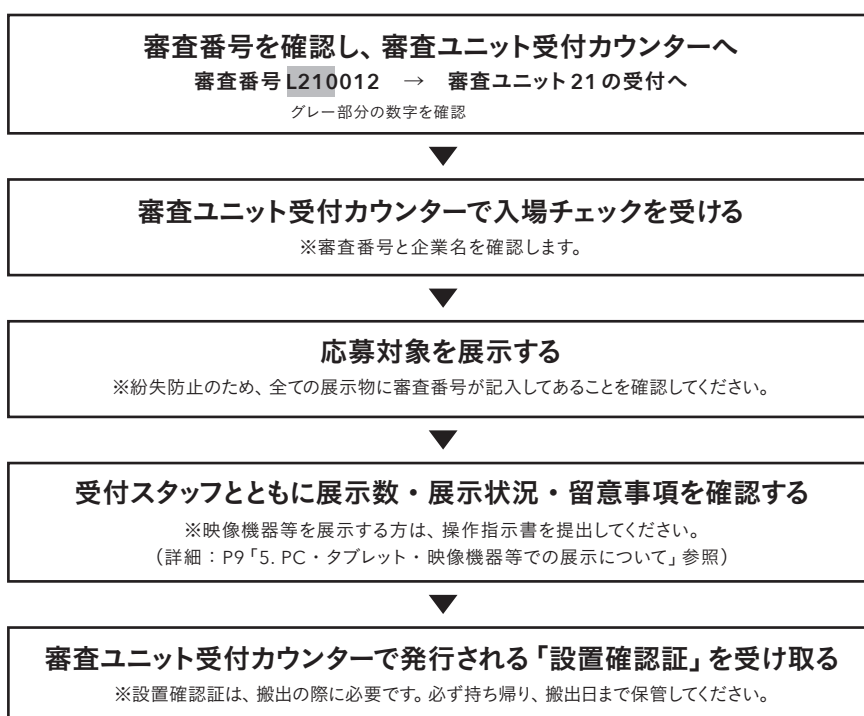 審査番号を確認し、審査ユニット受付カウンターへ
審査番号 L210012 → 審査ユニット 21 の受付へ
グレー部分の数字を確認
審査ユニット受付カウンターで入場チェックを受ける
※審査番号と企業名を確認します。
応募対象を展示する
※紛失防止のため、全ての展示物に審査番号が記入してあることを確認してください。
受付スタッフとともに展示数・展示状況・留意事項を確認する
※映像機器等を展示する方は、操作指示書を提出してください。
（詳細：P9「5. PC・タブレット・映像機器等での展示について」参照）
審査ユニット受付カウンターで発行される「設置確認証」を受け取る
※設置確認証は、搬出の際に必要です。必ず持ち帰り、搬出日まで保管してください。